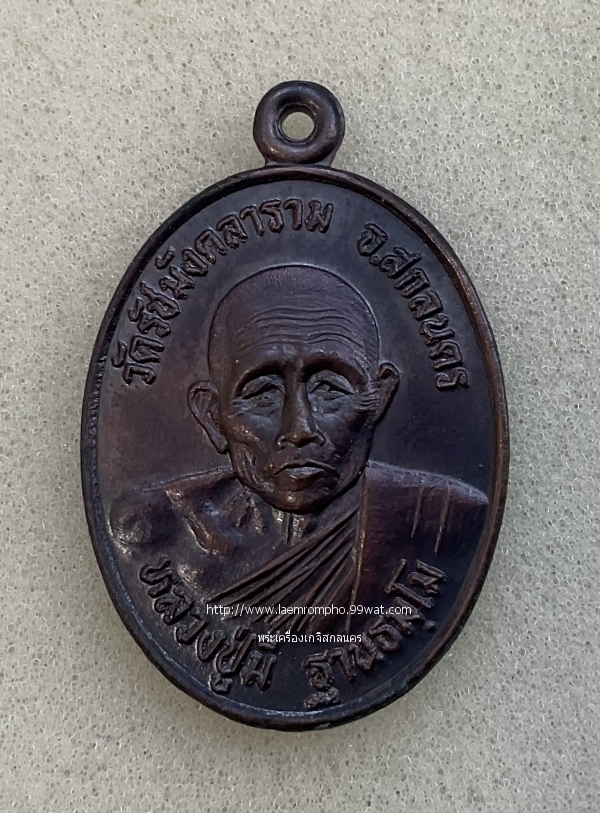 วัดรัชมังคลาราม จ.สกลนคร
หลวงปู่มี ฐานธมฺโม
http://www.laemrompho.99wat.com
พระเครื่องเกจิสกลนคร